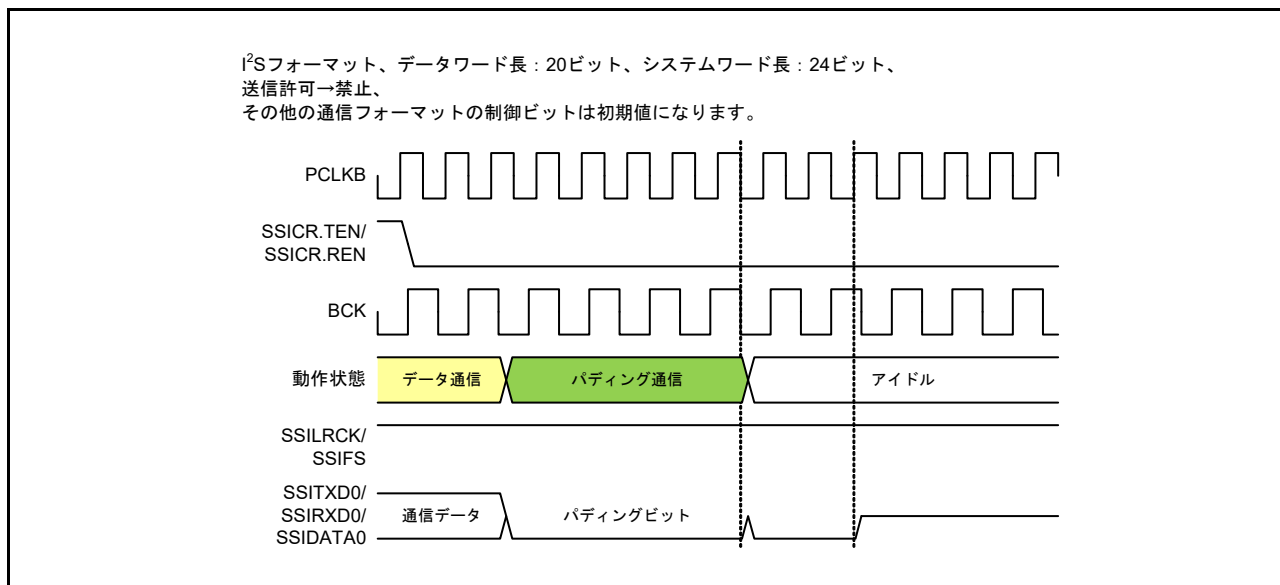 I²Sフォーマット、データワード長：20ビット、システムワード長：24ビット、
送信許可→禁止、
その他の通信フォーマットの制御ビットは初期値になります。
PCLKB
SSICR.TEN/
SSICR.REN
BCK
動作状態
データ通信
パディング通信
アイドル
SSILRCK/
SSIFS
SSITXD0/
SSIRXD0/
SSIDATA0
通信データ
パディングビット